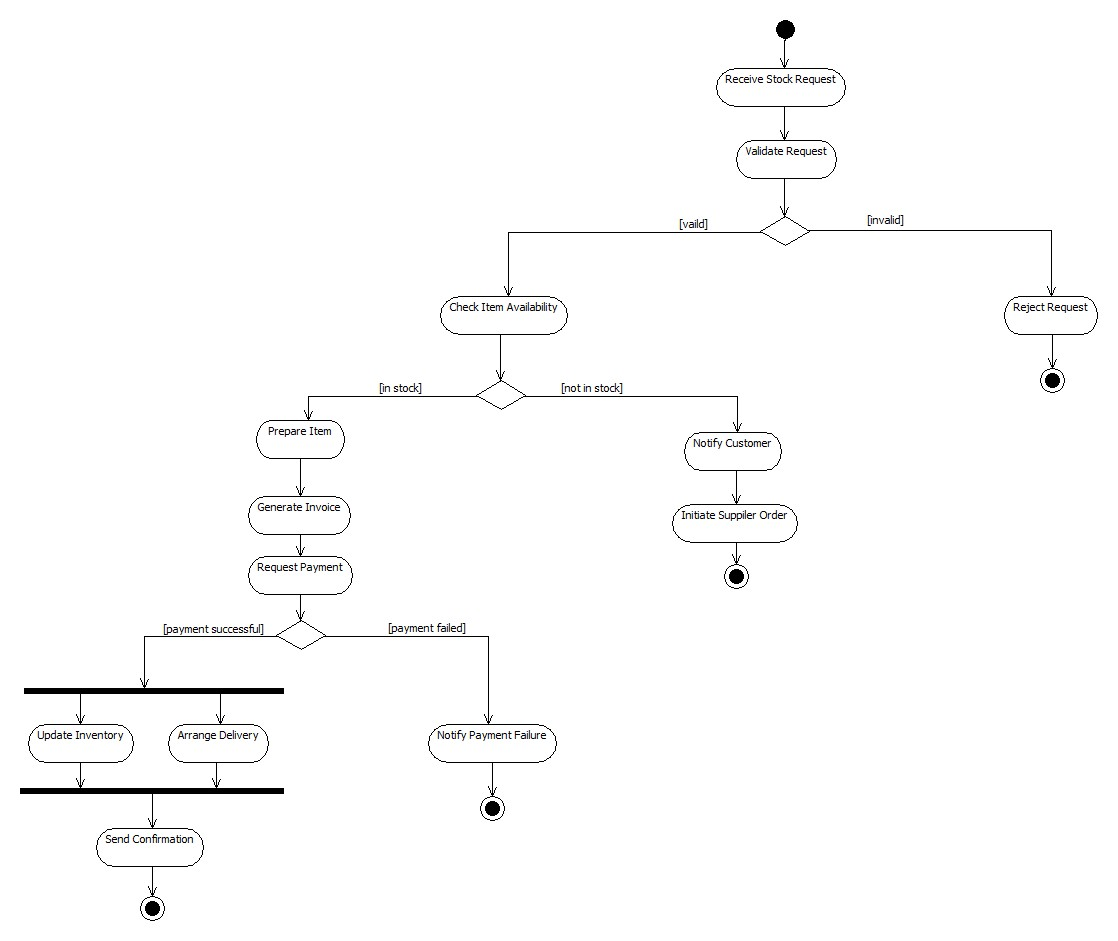 Receive Stock Request
Validate Request
[vaild]
[invalid]
Check Item Availability
Reject Request
[in stock]
[not in stock]
Prepare Item
Notify Customer
Generate Invoice
Initiate Suppiler Order
Request Payment
[payment successful]
[payment failed]
Update Inventory
Arrange Delivery
Notify Payment Failure
Send Confirmation